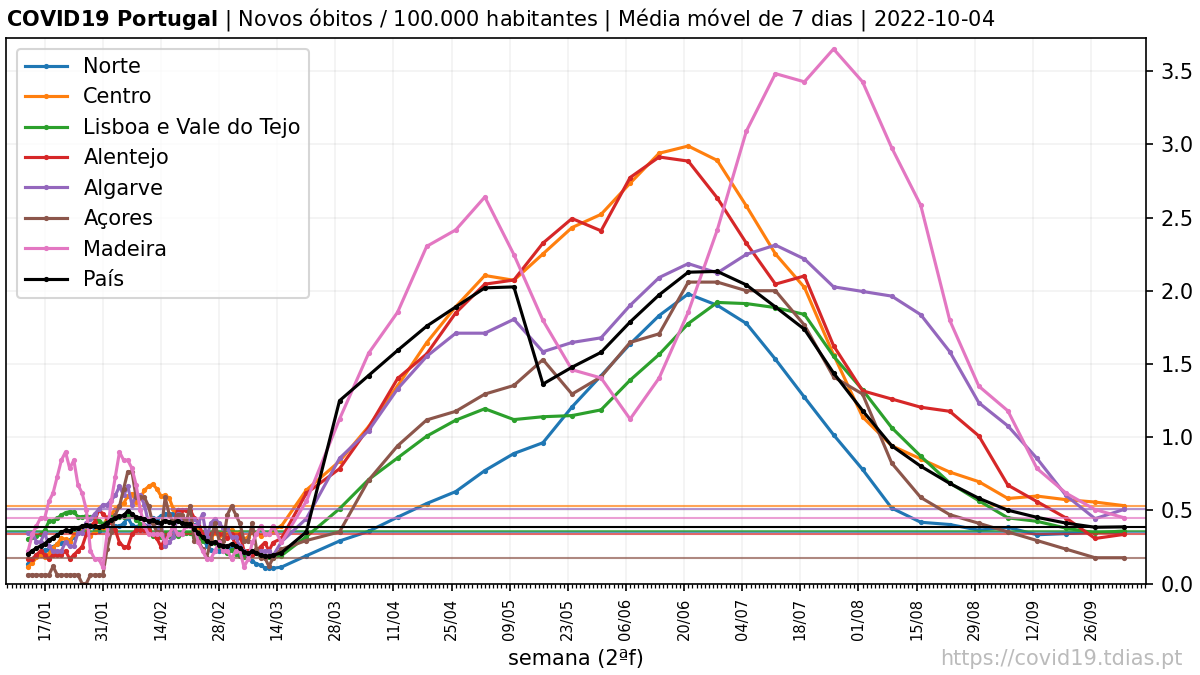 COVID19 Portugal | Novos óbitos / 100.000 habitantes | Média móvel de 7 dias | 2022-10-04
Norte
Centro
Lisboa e Vale do Tejo
Alentejo
Algarve
Açores
Madeira
País
3.5
3.0
2.5
2.0
1.5
1.0
0.5
0.0
17/01
31/01
14/02
28/02
14/03
28/03
11/04
25/04
09/05
23/05
06/06
20/06
04/07
18/07
01/08
15/08
29/08
12/09
26/09
semana (2ªf)
https://covid19.tdias.pt